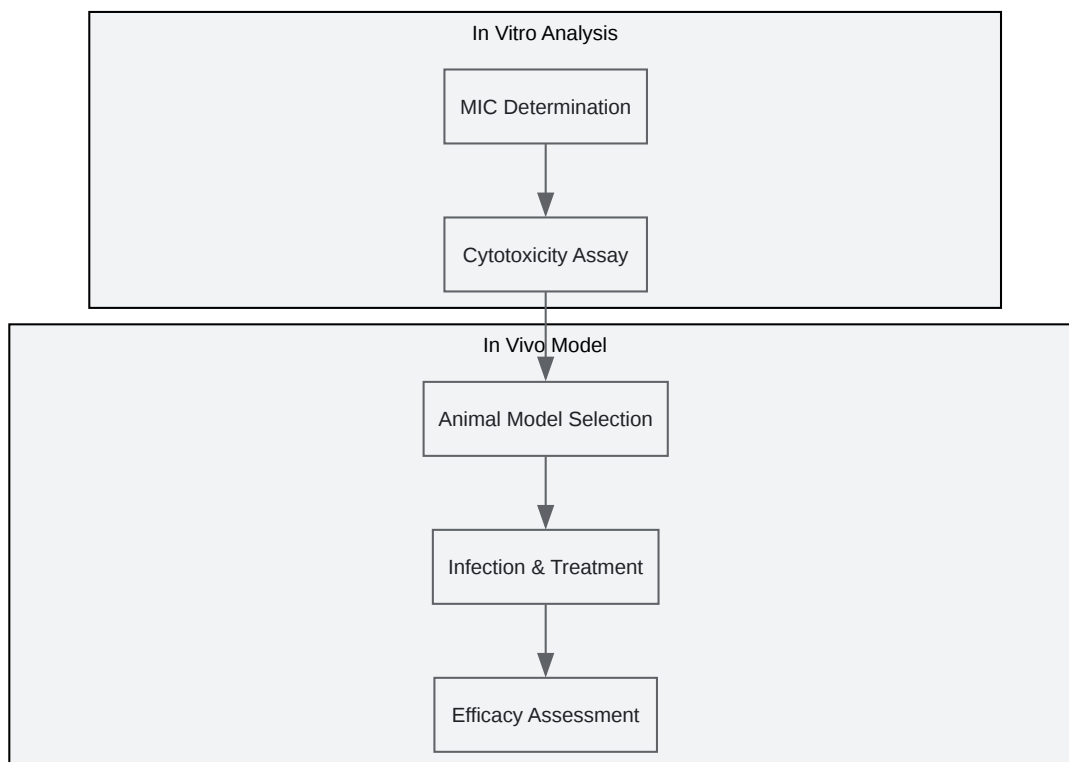 In Vitro Analysis
MIC Determination
Cytotoxicity Assay
In Vivo Model
Animal Model Selection
Infection & Treatment
Efficacy Assessment